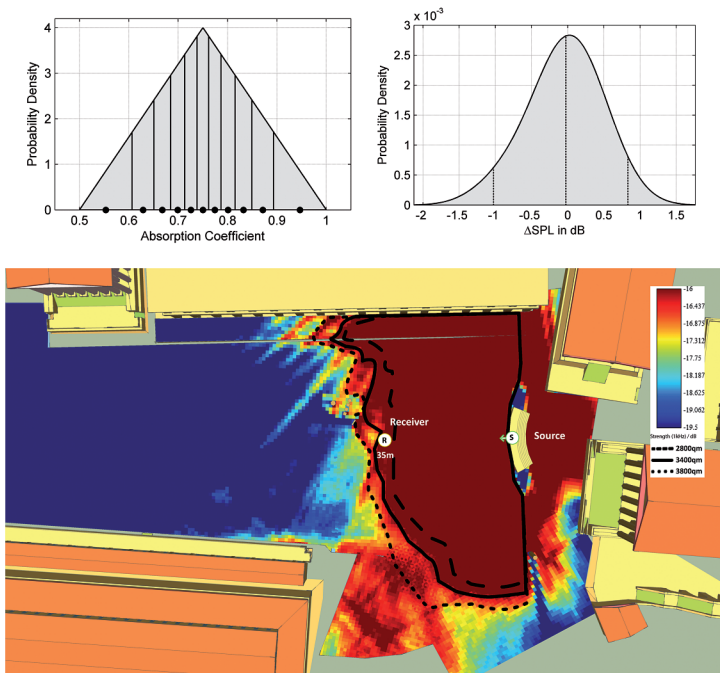 4
3
2
1
0
Probability Density
0.5 0.6 0.7 0.8 0.9 1
Absorption Coefficient
3 ×10⁻³
2.5
2
1.5
1
0.5
0
Probability Density
-2 -1.5 -1 -0.5 0 0.5 1 1.5
ΔSPL in dB
-16
-16.437
-16.875
-17.312
-17.750
-18.187
-18.625
-19.062
-19.5
Strength (1kHz) / dB
2800qm
3400qm
3800qm
Receiver
R
35m
S
Source